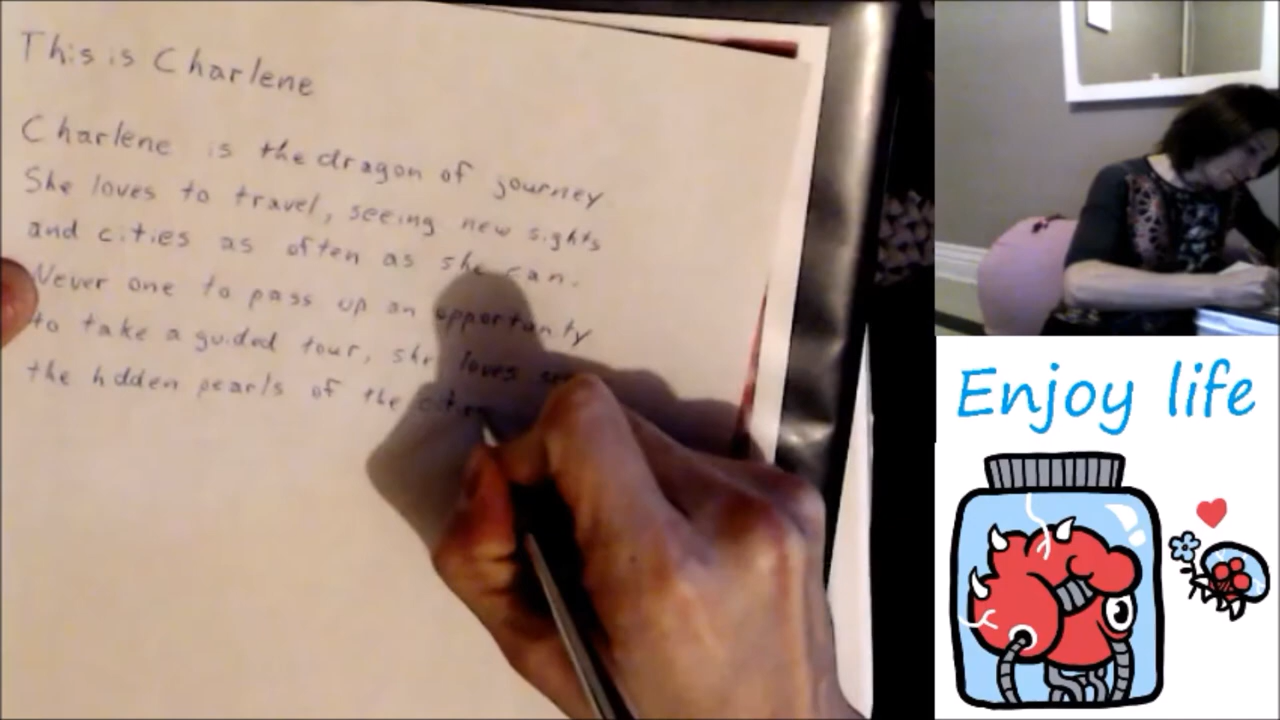 This is Charlene
Charlene is the dragon of journey.
She loves to travel, seeing new sights
and cities as often as she can.
Never one to pass up an opportunity
to take a guided tour, she loves
the hdden pearls of the
Enjoy life